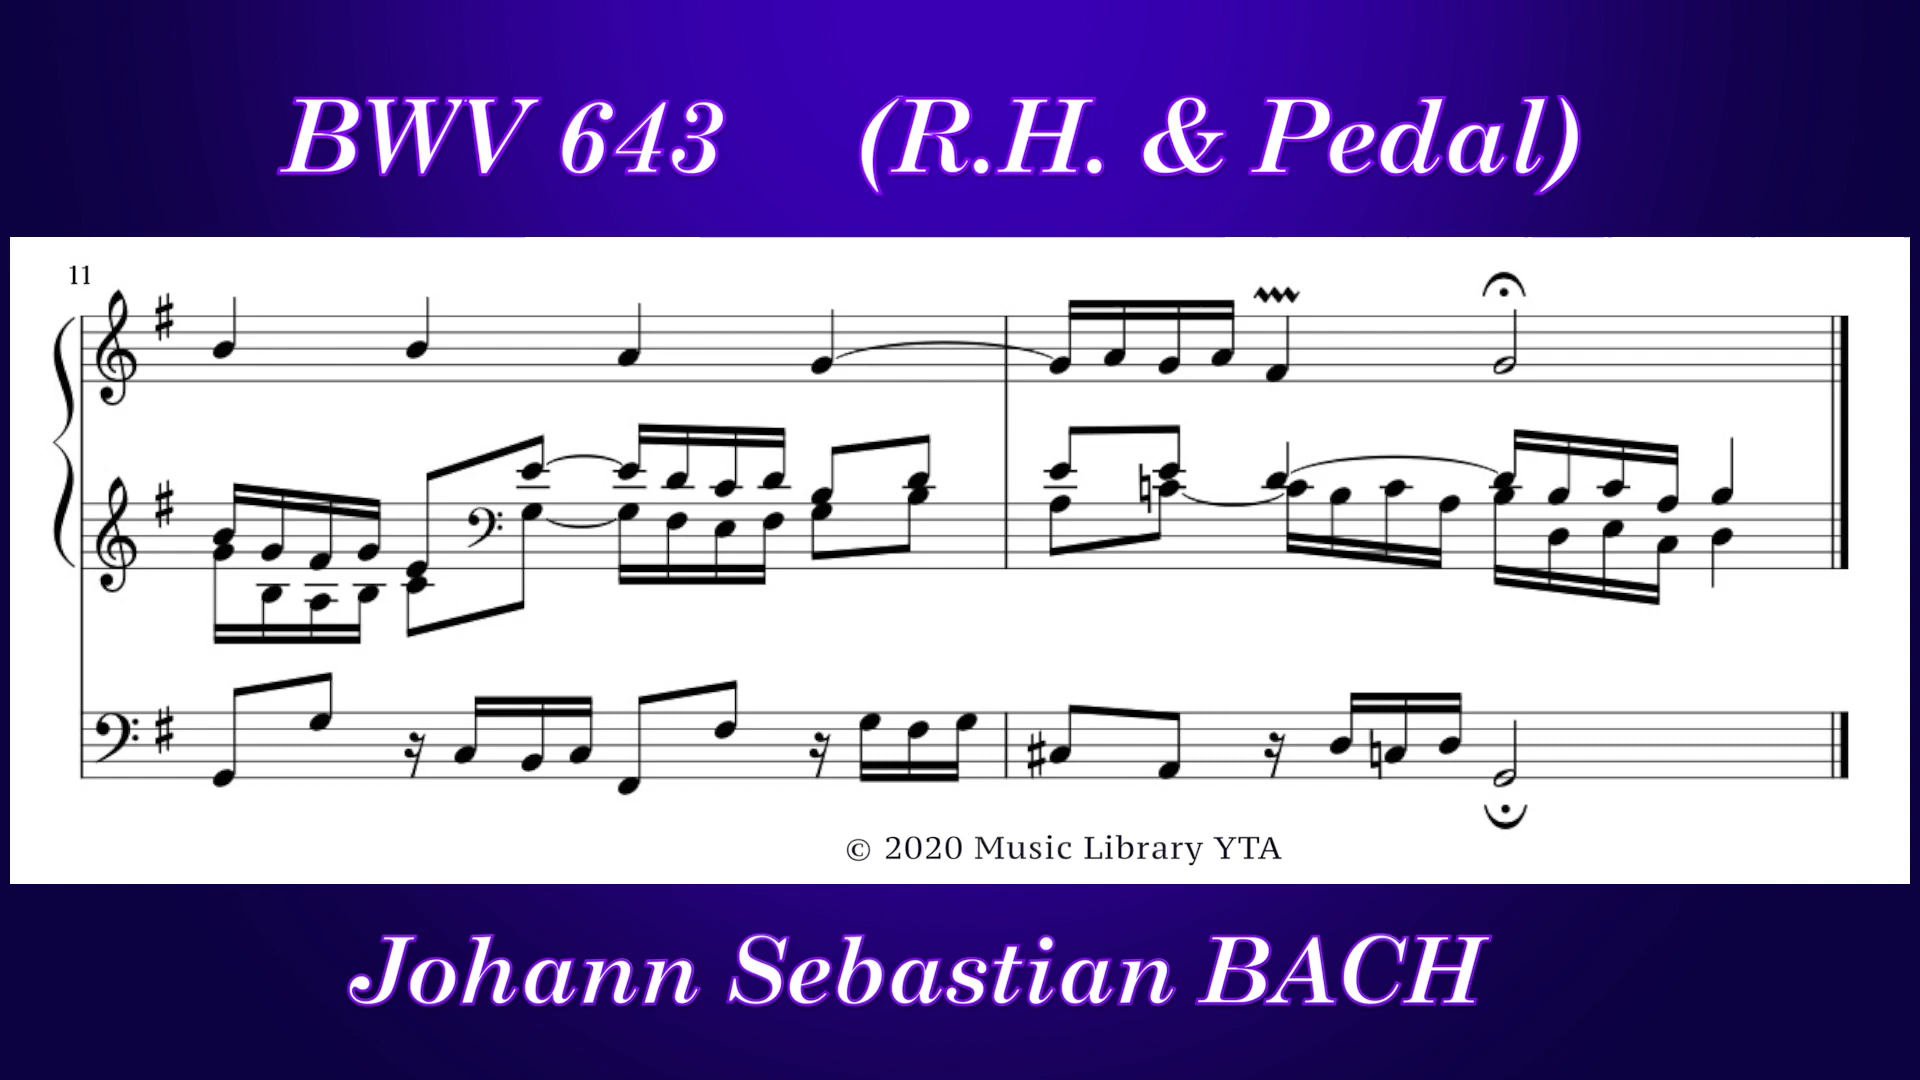 BWV 643 (R.H. & Pedal)
11
© 2020 Music Library YTA
Johann Sebastian BACH